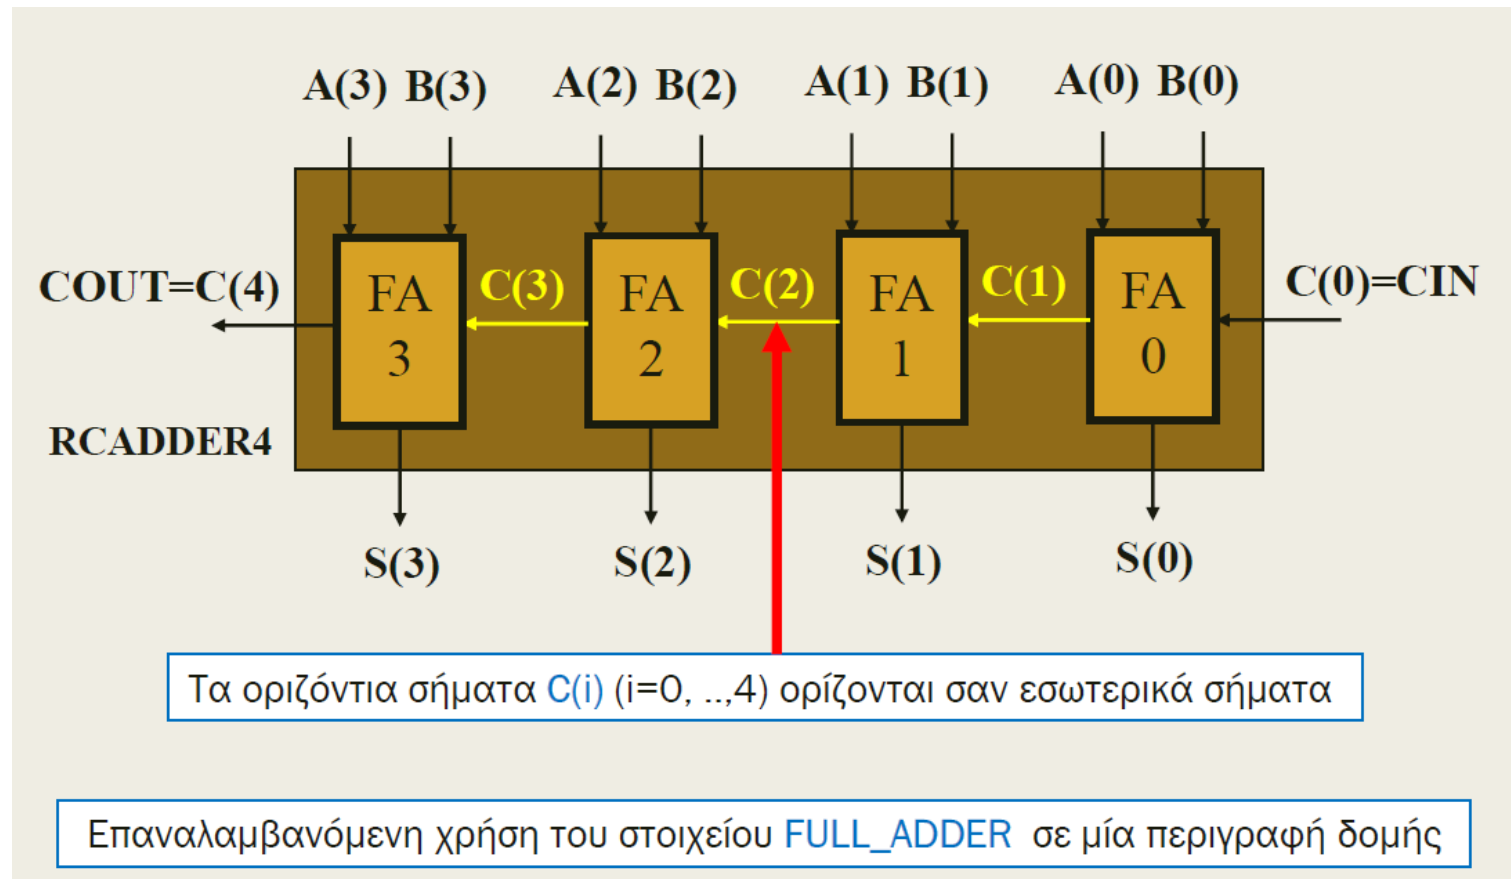 A(3) B(3) A(2) B(2) A(1) B(1) A(0) B(0)
COUT=C(4) FA C(3) FA C(2) FA C(1) FA C(0)=CIN
3 2 1 0
RCADDER4
S(3) S(2) S(1) S(0)
Τα οριζόντια σήματα C(i) (i=0, ..,4) ορίζονται σαν εσωτερικά σήματα
Επαναλαμβανόμενη χρήση του στοιχείου FULL_ADDER σε μία περιγραφή δομής